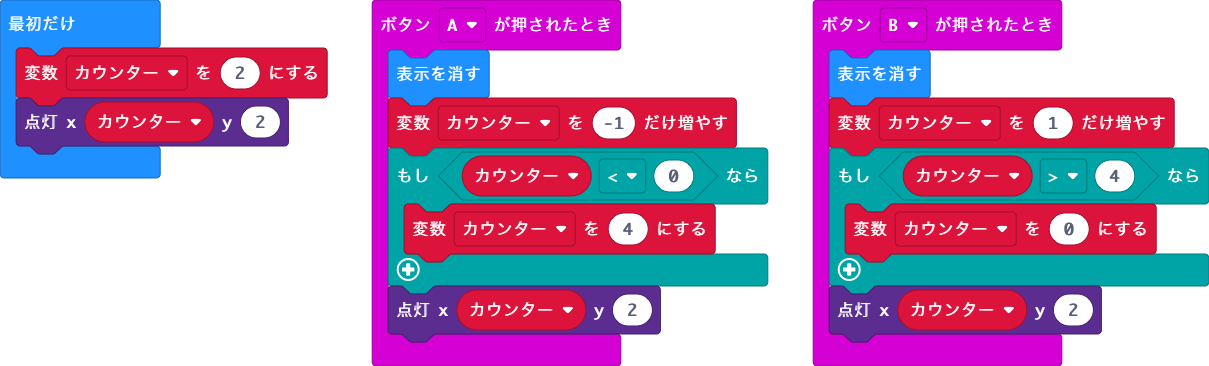 最初だけ
変数 カウンター を 2 にする
点灯 x カウンター y 2
ボタン A が押されたとき
表示を消す
変数 カウンター を -1 だけ増やす
もし カウンター < 0 なら
変数 カウンター を 4 にする
点灯 x カウンター y 2
ボタン B が押されたとき
表示を消す
変数 カウンター を 1 だけ増やす
もし カウンター > 4 なら
変数 カウンター を 0 にする
点灯 x カウンター y 2